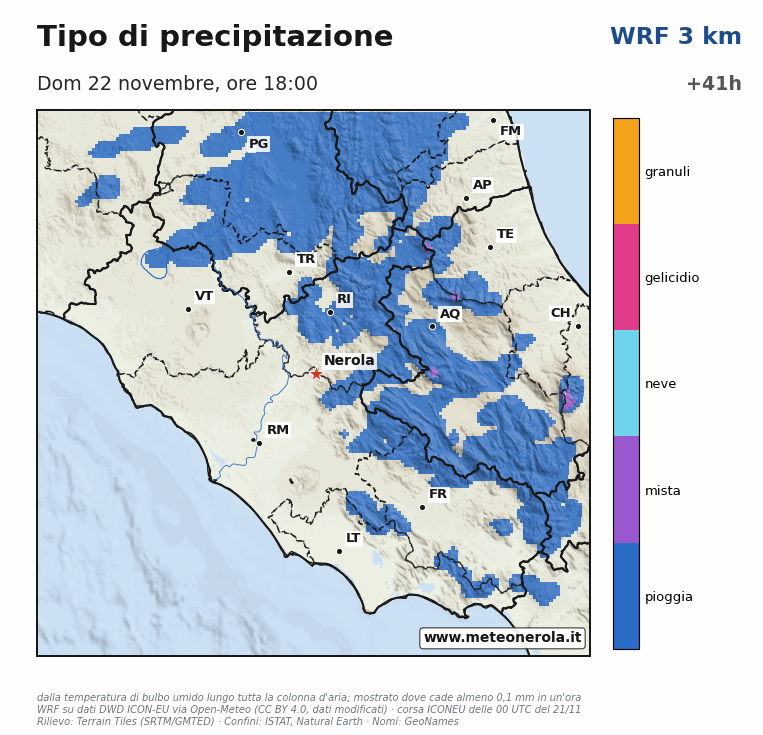 Tipo di precipitazione
WRF 3 km
Dom 22 novembre, ore 18:00
+41h
FM
PG
granuli
AP
TE
TR
gelicidio
VT
RI
AQ
CH.
Nerola
neve
RM
FR
mista
LT
pioggia
www.meteonerola.it
dalla temperatura di bulbo umido lungo tutta la colonna d'aria; mostrato dove cade almeno 0,1 mm in un'ora
WRF su dati DWD ICON-EU via Open-Meteo (CC BY 4.0, dati modificati) · corsa ICONEU delle 00 UTC del 21/11
Rilievo: Terrain Tiles (SRTM/GMTED) · Confini: ISTAT, Natural Earth · Nomi: GeoNames